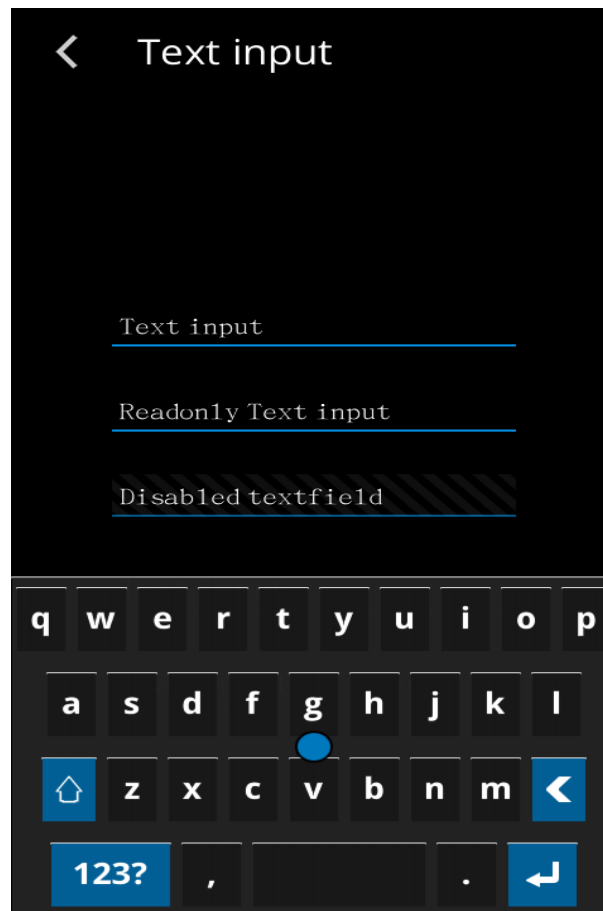 Text input
Text input
Readonly Text input
Disabled textfield
q w e r t y u i o p
a s d f g h j k l
z x c v b n m
123? , .